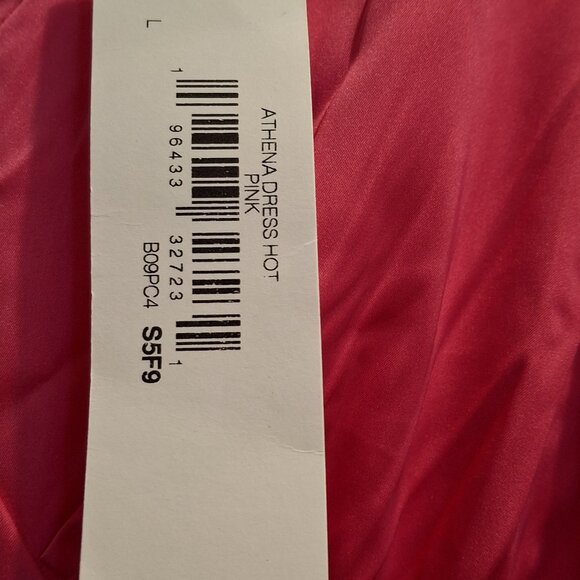 ATHENA DRESS HOT
PINK
L
1 96433 32723 1
B09PC4 S5F9